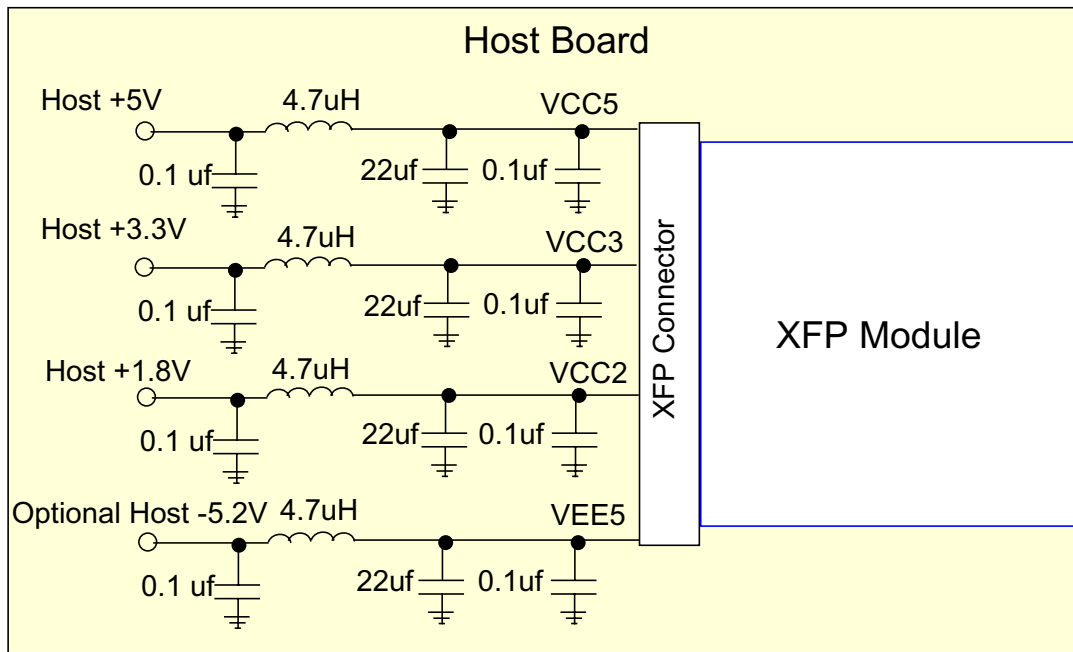 Host Board
Host +5V
4.7uH
VCC5
0.1 uf
22uf
0.1uf
Host +3.3V
4.7uH
VCC3
0.1 uf
22uf
0.1uf
Host +1.8V
4.7uH
VCC2
0.1 uf
22uf
0.1uf
Optional Host -5.2V
4.7uH
VEE5
0.1 uf
22uf
0.1uf
XFP Connector
XFP Module